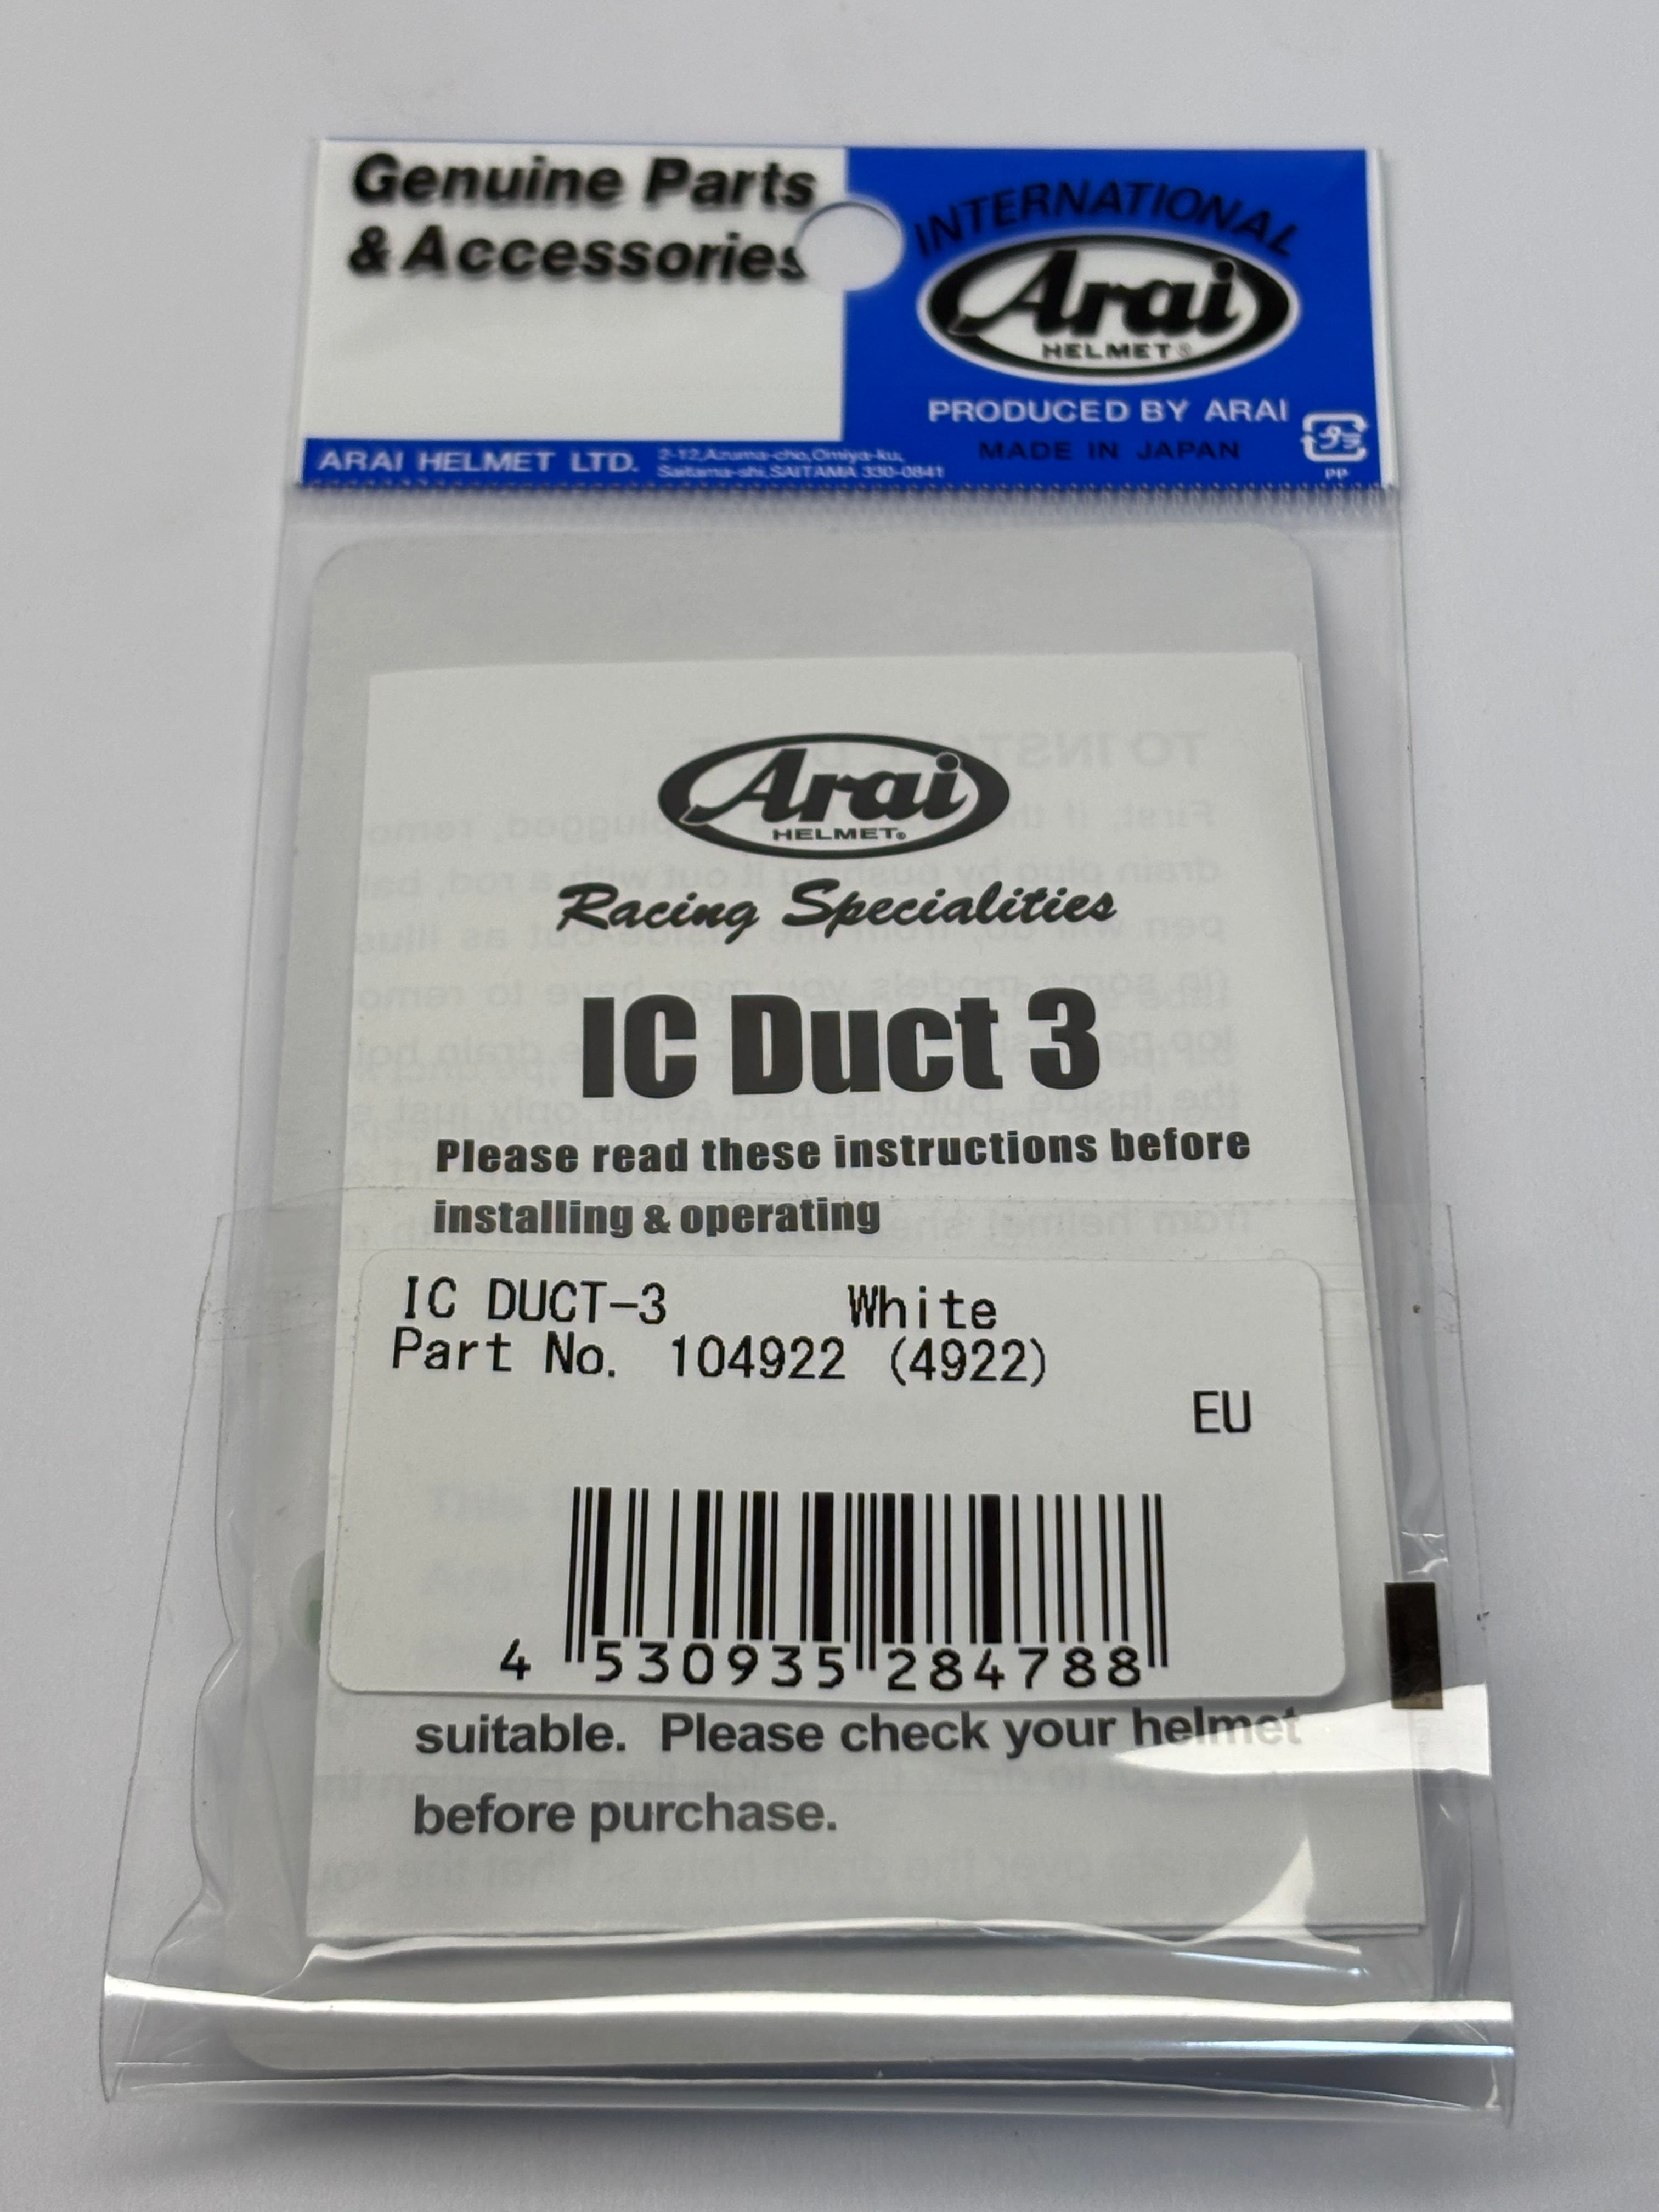 Genuine Parts
& Accessories
INTERNATIONAL
Arai
HELMET®
PRODUCED BY ARAI
MADE IN JAPAN
プラ
PP
ARAI HELMET LTD.
2-12,Azuma-cho,Omiya-ku,
Saitama-shi,SAITAMA 330-0841
Arai
HELMET®
Racing Specialities
IC Duct 3
Please read these instructions before
installing & operating
IC DUCT-3 White
Part No. 104922 (4922)
EU
4 530935 284788
suitable. Please check your helmet
before purchase.